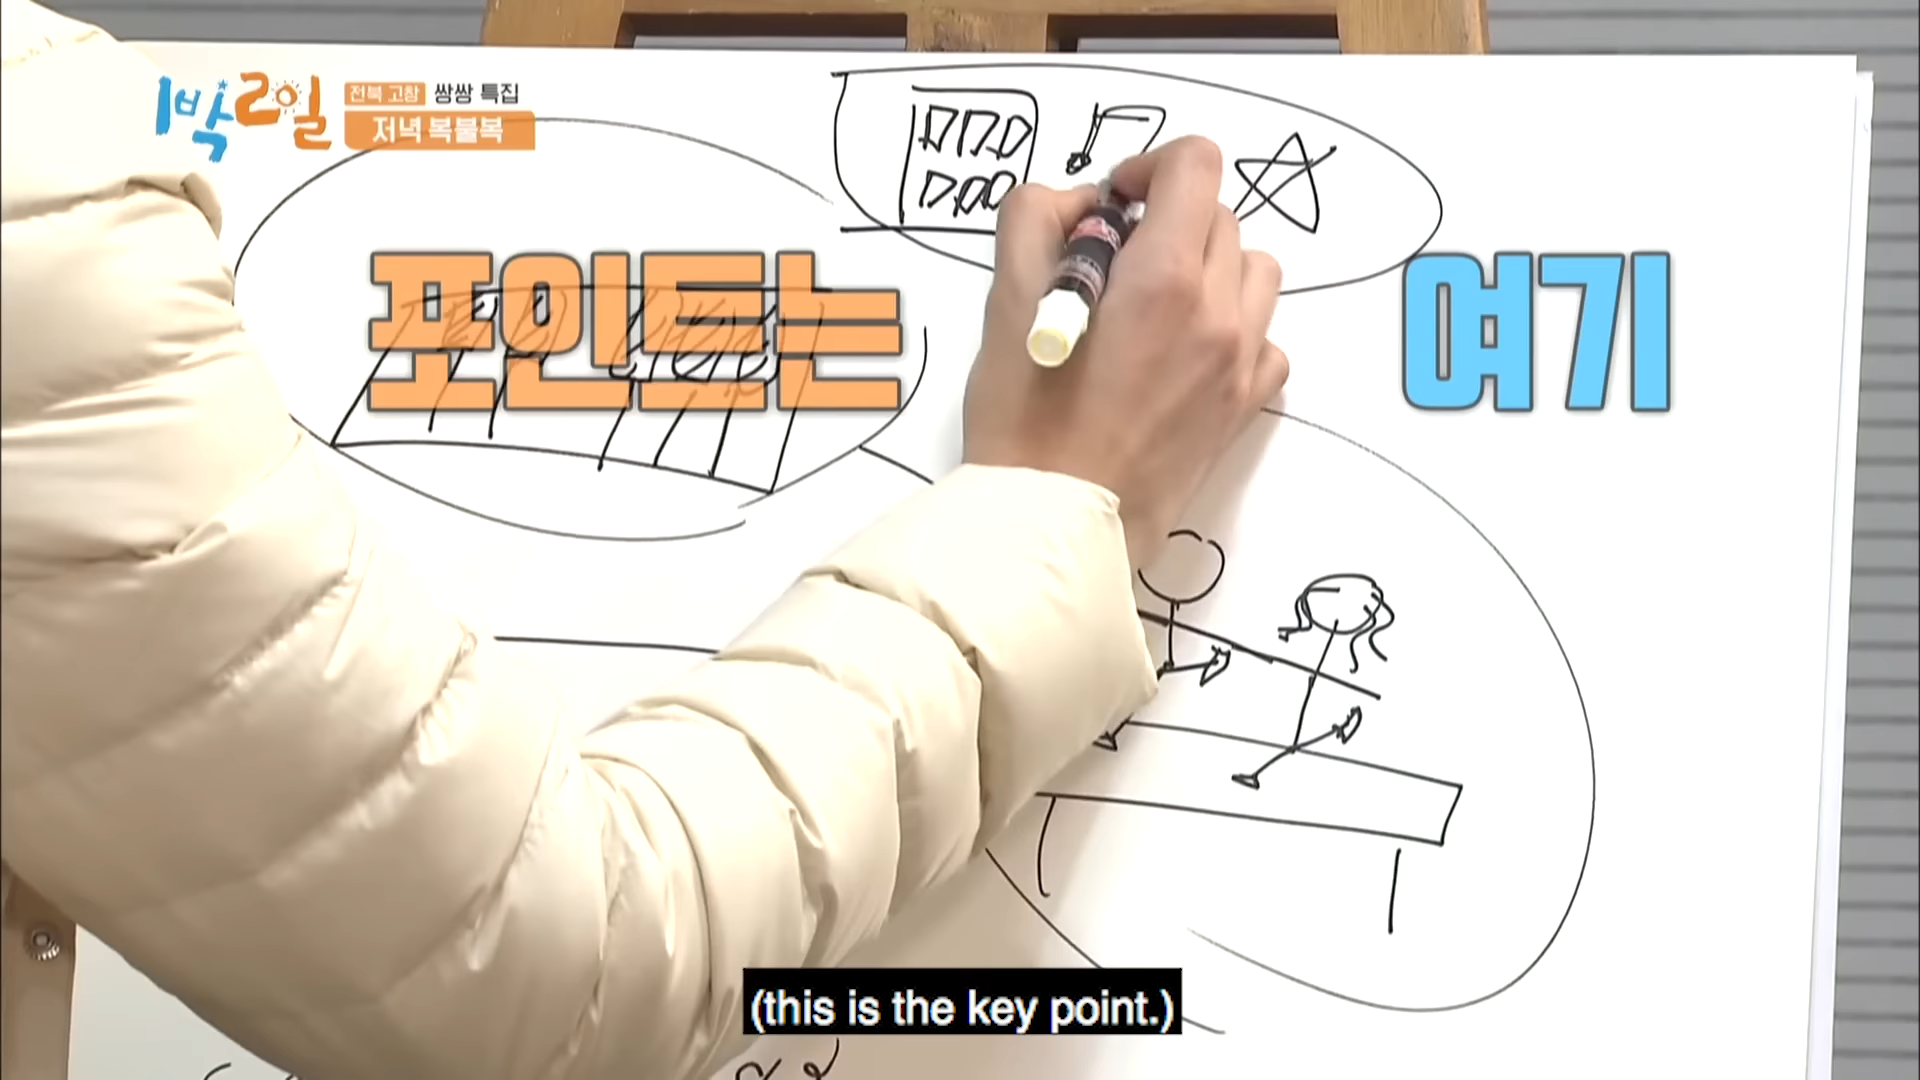 1박2일
전북 고창 쌍쌍 특집
저녁 복불복
포인트는 여기
(this is the key point.)